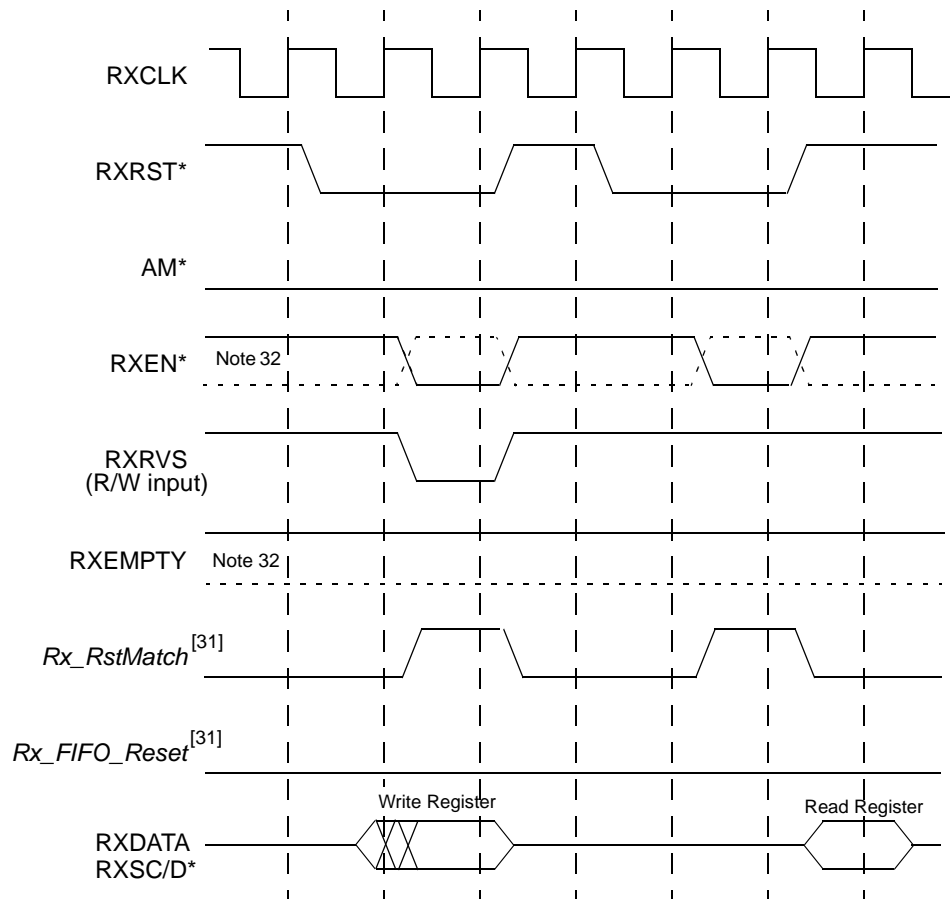 RXCLK
RXRST*
AM*
RXEN*
Note 32
RXRVS
(R/W input)
RXEMPTY
Note 32
Rx_RstMatch[31]
Rx_FIFO_Reset[31]
Write Register
Read Register
RXDATA
RXSC/D*